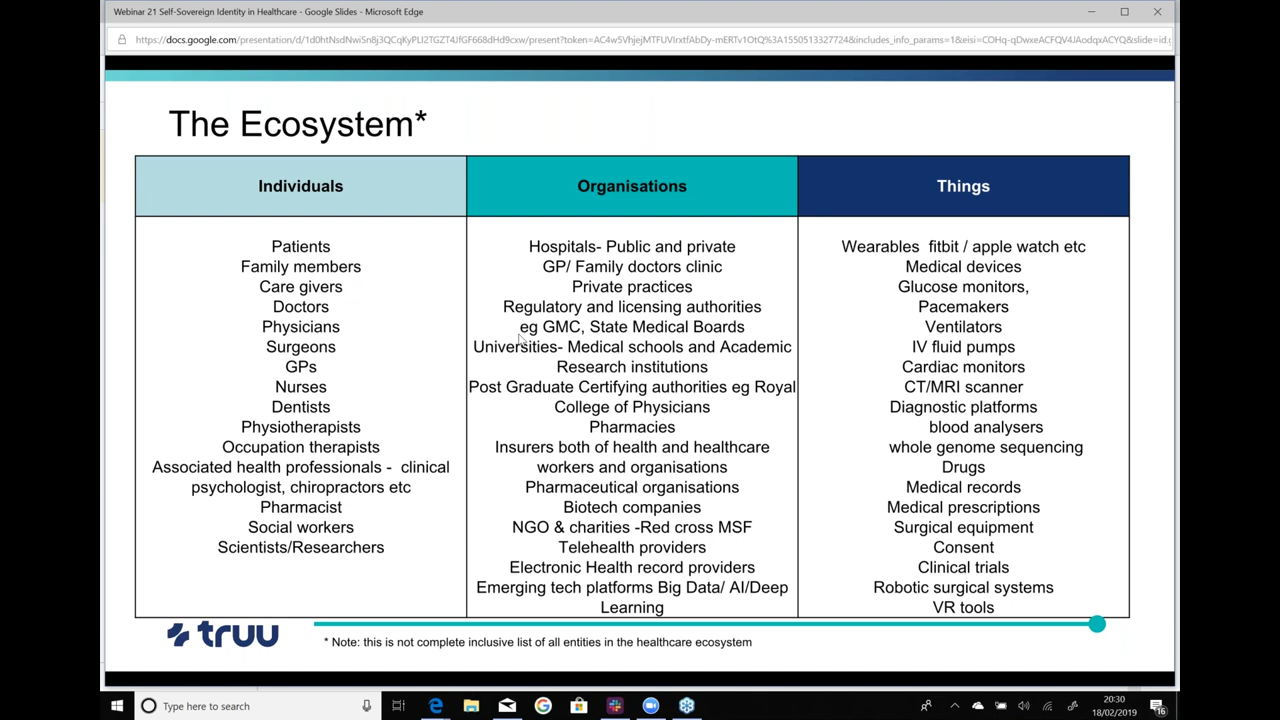 Webinar 21 Self-Sovereign Identity in Healthcare - Google Slides - Microsoft Edge
The Ecosystem*
Individuals
Patients
Family members
Care givers
Doctors
Physicians
Surgeons
GPs
Nurses
Dentists
Physiotherapists
Occupation therapists
Associated health professionals - clinical
psychologist, chiropractors etc
Pharmacist
Social workers
Scientists/Researchers
Organisations
Hospitals- Public and private
GP/ Family doctors clinic
Private practices
Regulatory and licensing authorities
eg GMC, State Medical Boards
Universities- Medical schools and Academic
Research institutions
Post Graduate Certifying authorities eg Royal
College of Physicians
Pharmacies
Insurers both of health and healthcare
workers and organisations
Pharmaceutical organisations
Biotech companies
NGO & charities -Red cross MSF
Telehealth providers
Electronic Health record providers
Emerging tech platforms Big Data/ AI/Deep
Learning
Things
Wearables fitbit / apple watch etc
Medical devices
Glucose monitors,
Pacemakers
Ventilators
IV fluid pumps
Cardiac monitors
CT/MRI scanner
Diagnostic platforms
blood analysers
whole genome sequencing
Drugs
Medical records
Medical prescriptions
Surgical equipment
Consent
Clinical trials
Robotic surgical systems
VR tools
truu
* Note: this is not complete inclusive list of all entities in the healthcare ecosystem
Type here to search
20:30
18/02/2019
16